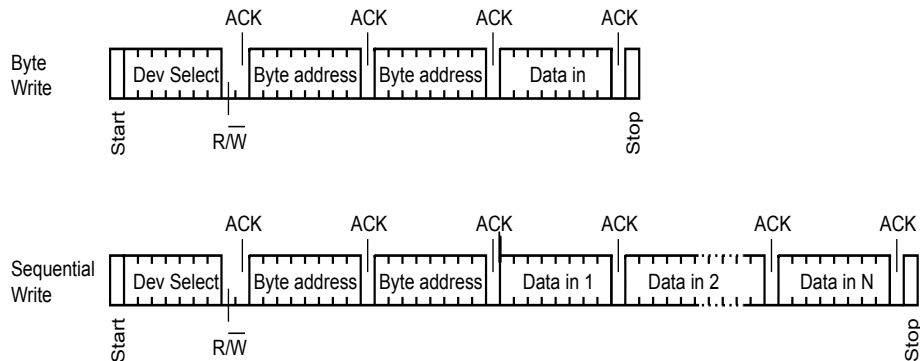 ACK ACK ACK ACK
Byte
Write
Dev Select Byte address Byte address Data in
Start
R/W̅
Stop
ACK ACK ACK ACK ACK ACK
Sequential
Write
Dev Select Byte address Byte address Data in 1 Data in 2 Data in N
Start
R/W̅
Stop